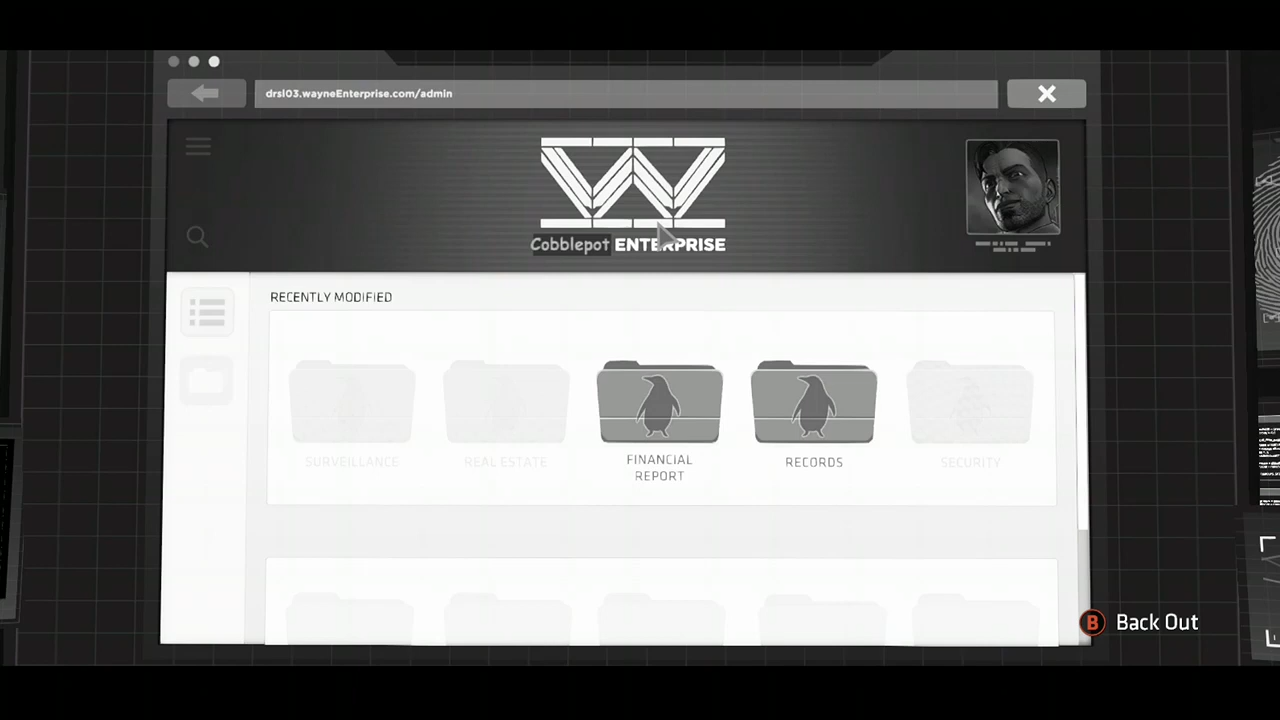 drsl03.wayneEnterprise.com/admin
Cobblepot ENTERPRISE
RECENTLY MODIFIED
SURVEILLANCE
REAL ESTATE
FINANCIAL
REPORT
RECORDS
SECURITY
B Back Out